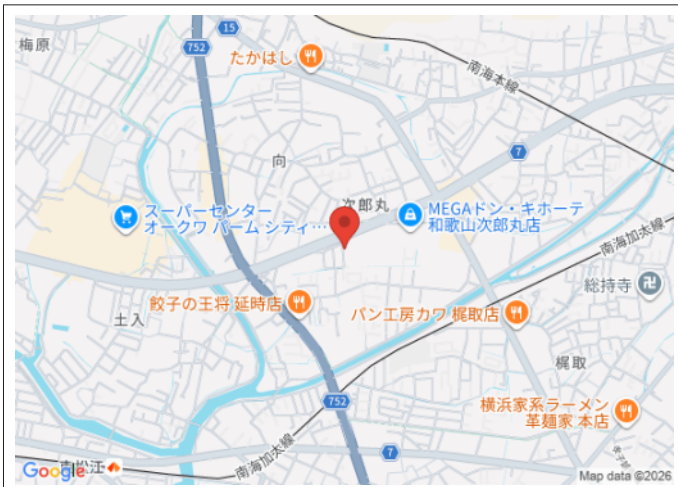 梅原
15
752
たかはし
南海本線
向
7
次郎丸
スーパーセンター
オークワ パーム シティ…
MEGAドン・キホーテ
和歌山次郎丸店
南海加太線
総持寺
餃子の王将 延時店
パン工房カワ 梶取店
土入
梶取
752
横浜家系ラーメン
革麺家 本店
7
南海加太線
南松江
Google
Map data ©2026